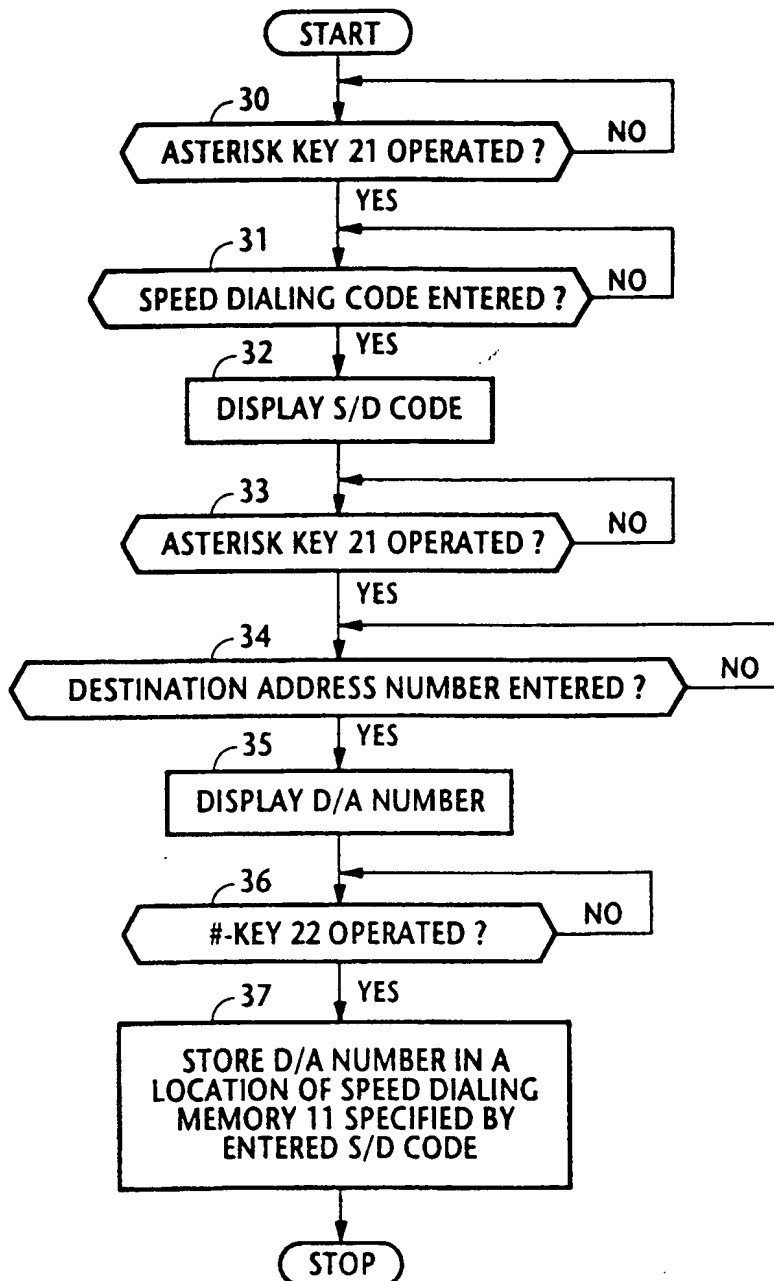 START
30
ASTERISK KEY 21 OPERATED ?
NO
YES
31
SPEED DIALING CODE ENTERED ?
NO
YES
32
DISPLAY S/D CODE
33
ASTERISK KEY 21 OPERATED ?
NO
YES
34
DESTINATION ADDRESS NUMBER ENTERED ?
NO
YES
35
DISPLAY D/A NUMBER
36
#-KEY 22 OPERATED ?
NO
YES
37
STORE D/A NUMBER IN A
LOCATION OF SPEED DIALING
MEMORY 11 SPECIFIED BY
ENTERED S/D CODE
STOP